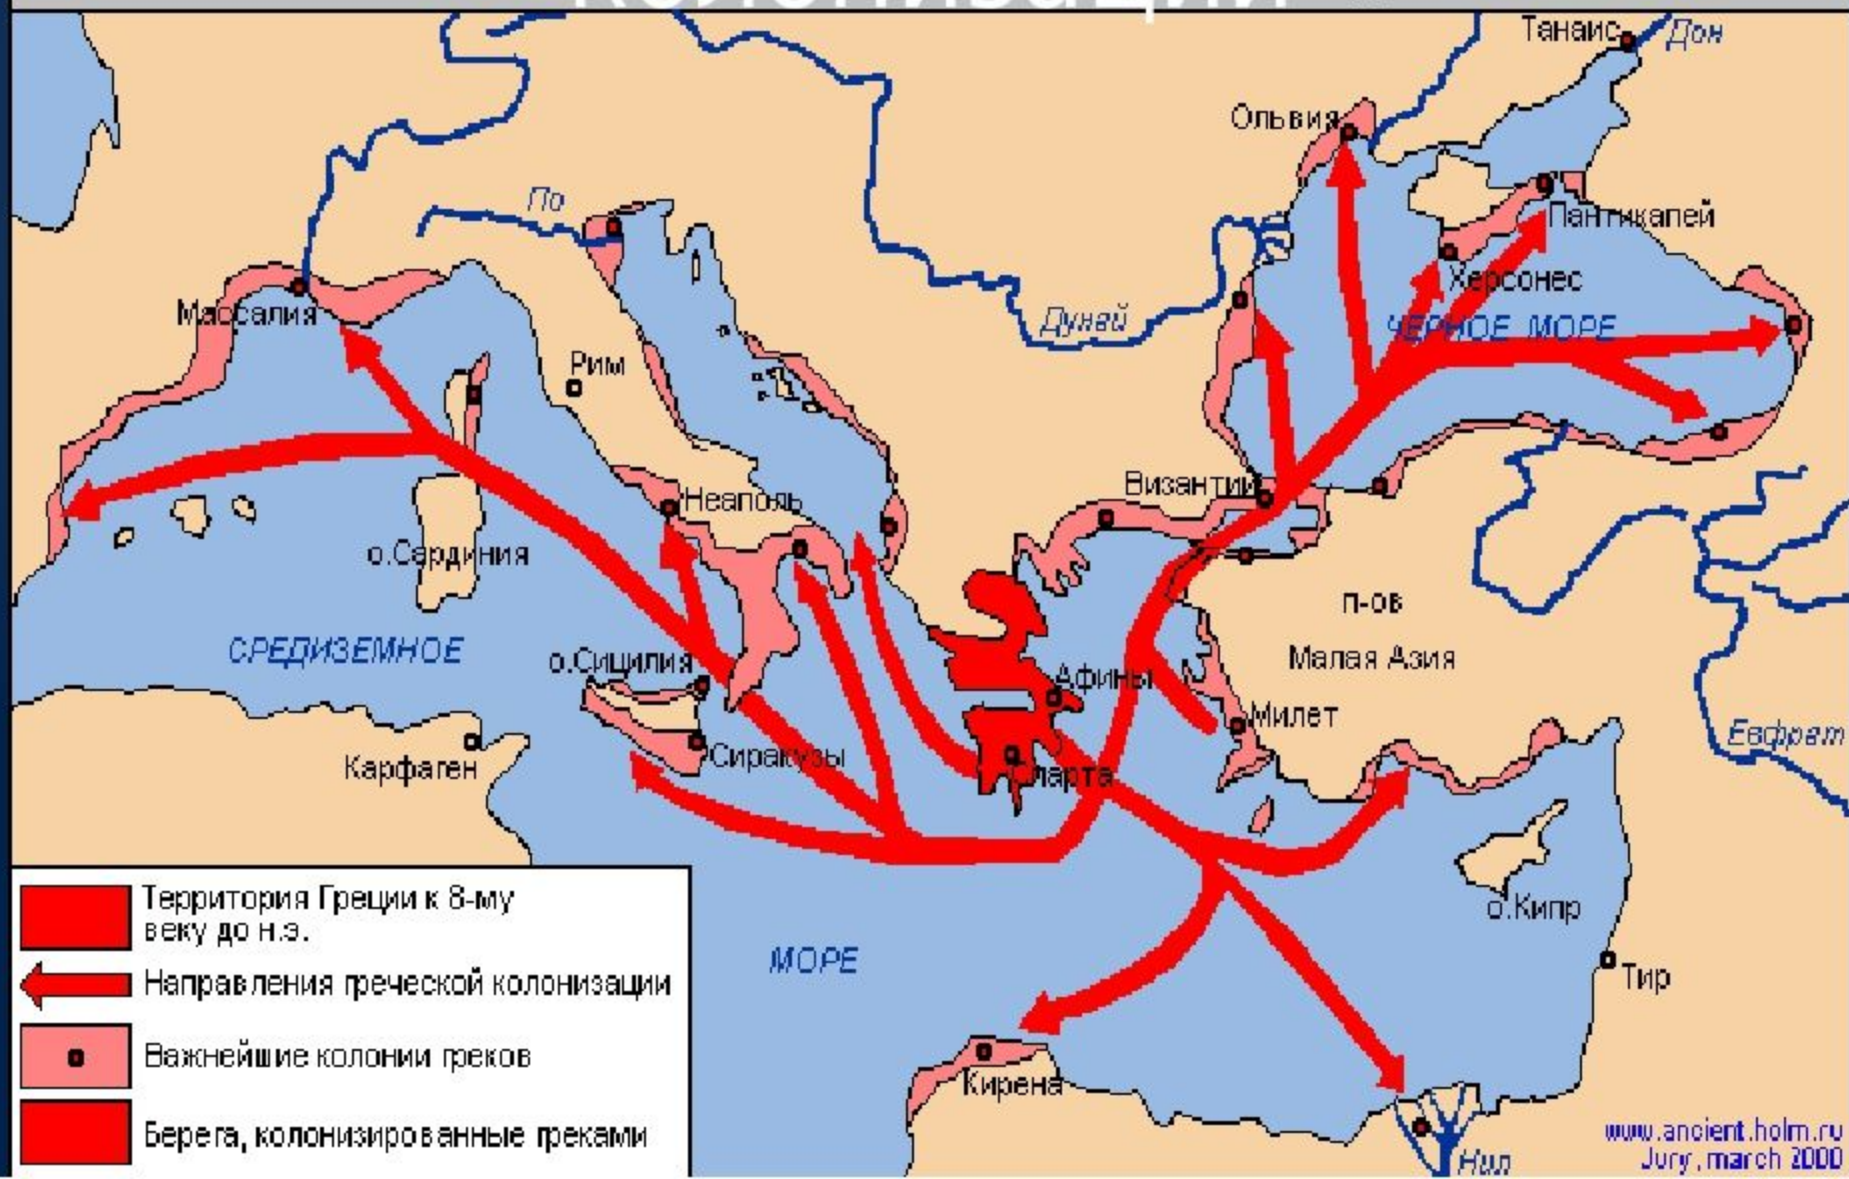 колонизации
Танаис
Дон
Ольвия
По
Пантикапей
Массалия
Херсонес
Дунай
ЧЕРНОЕ МОРЕ
Рим
Византий
Неаполь
о.Сардиния
п-ов
Малая Азия
СРЕДИЗЕМНОЕ
о.Сицилия
Афины
Милет
Евфрат
Карфаген
Сиракузы
Спарта
о.Кипр
МОРЕ
Тир
Кирена
Нил
Территория Греции к 8-му
веку до н.э.
Направления греческой колонизации
Важнейшие колонии греков
Берега, колонизированные греками
www.ancient.holm.ru
Jury, march 2000